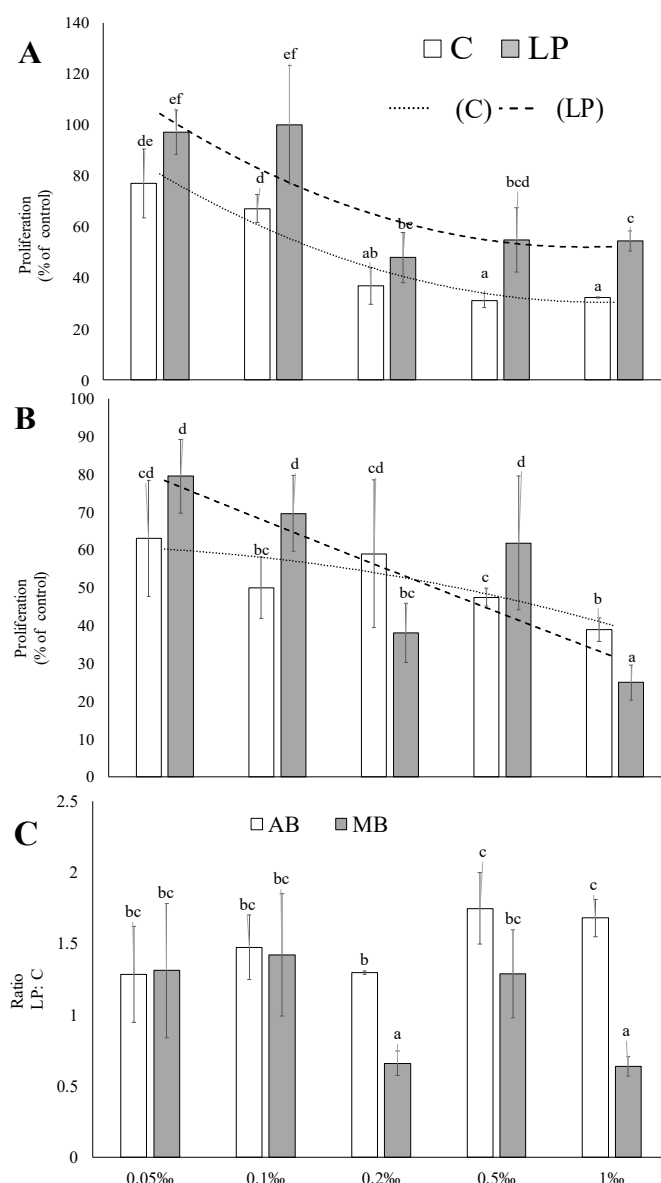 A
C LP
(C) (LP)
140
120
100
80
60
40
20
0
Proliferation
(% of control)
de ef d ef ab bc a bcd a c
B
100
90
80
70
60
50
40
30
20
10
0
Proliferation
(% of control)
cd d bc d cd bc c d b a
C
AB MB
2.5
2
1.5
1
0.5
0
Ratio
LP: C
bc bc bc bc b a c bc c a
0.05‰ 0.1‰ 0.2‰ 0.5‰ 1‰